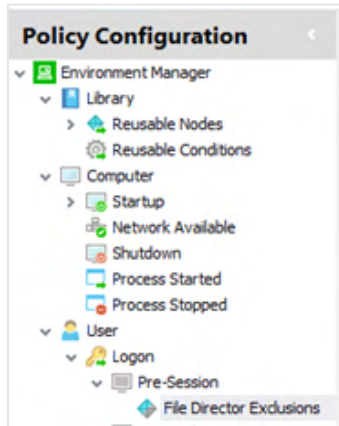 Policy Configuration
Environment Manager
Library
Reusable Nodes
Reusable Conditions
Computer
Startup
Network Available
Shutdown
Process Started
Process Stopped
User
Logon
Pre-Session
File Director Exclusions